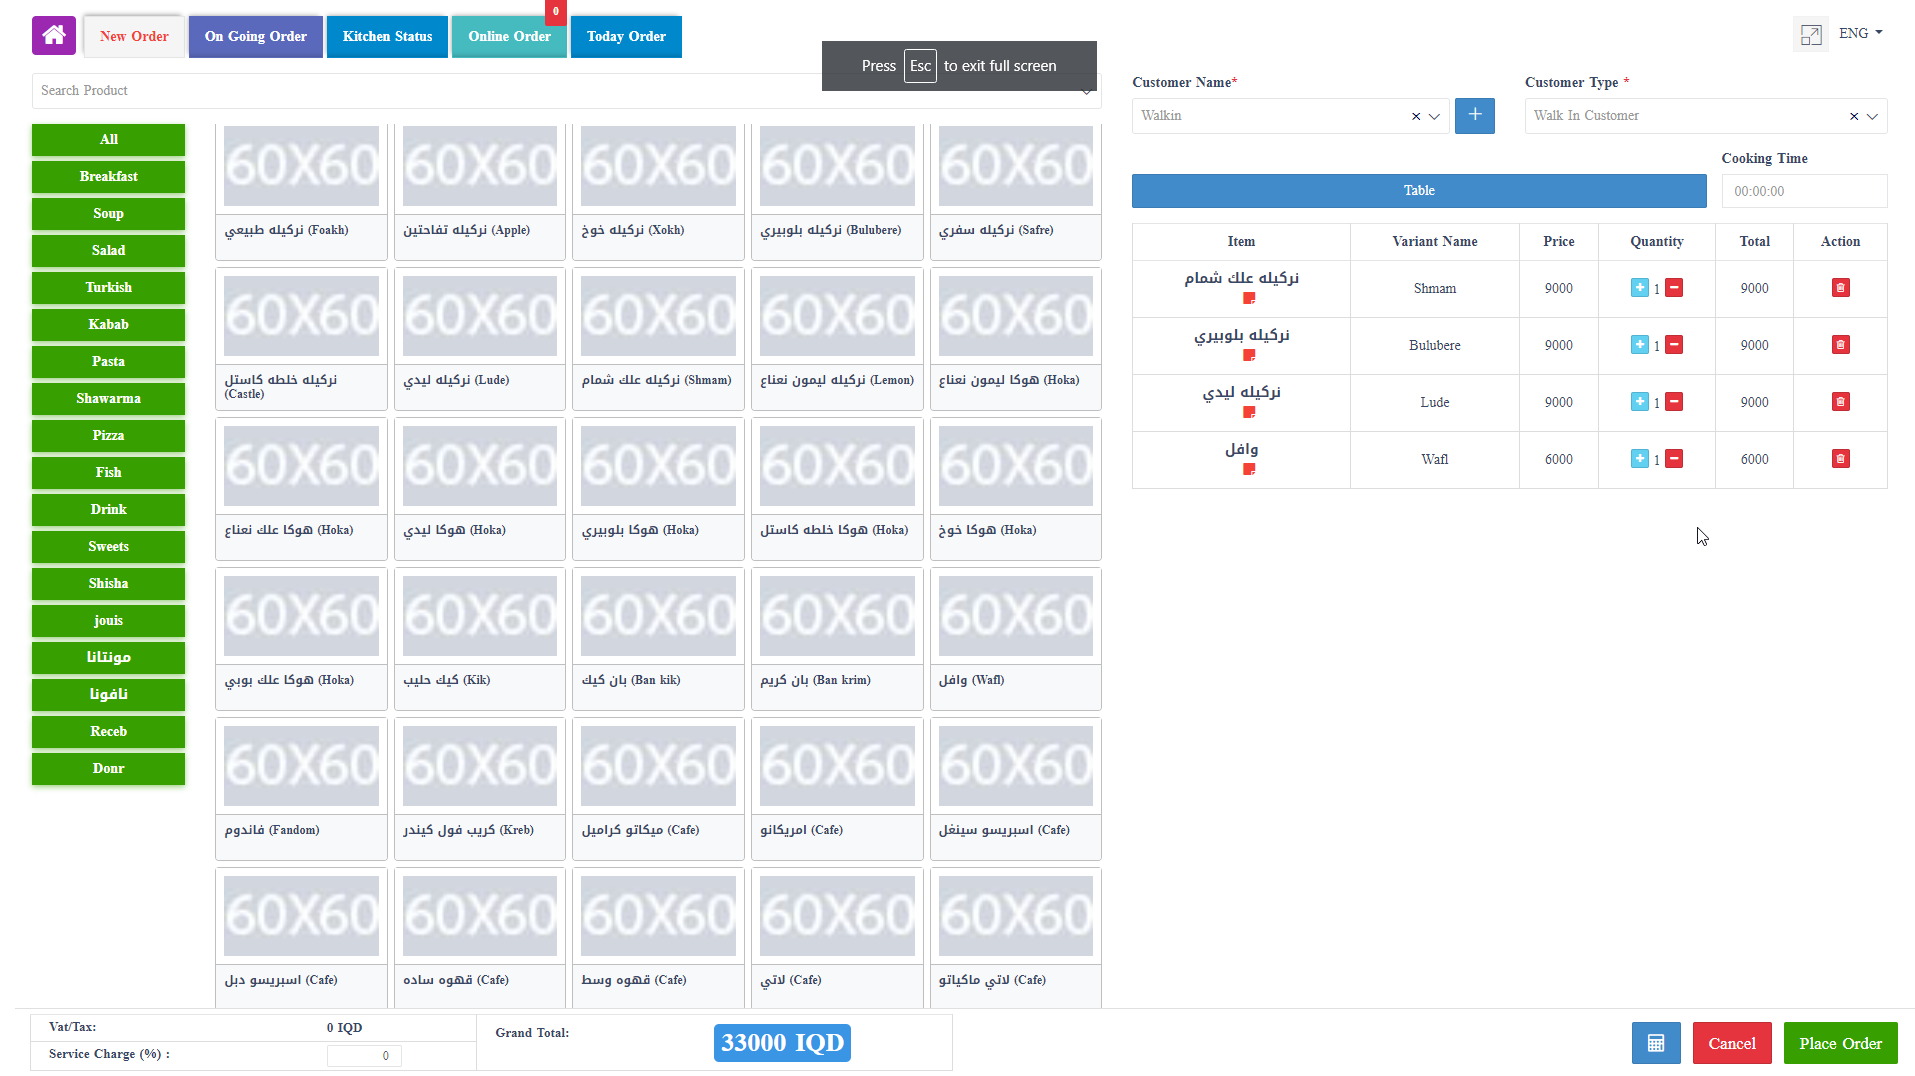 0
New Order
On Going Order
Kitchen Status
Online Order
Today Order
Press Esc to exit full screen
ENG
Search Product
Customer Name*
Customer Type *
Walkin
Walk In Customer
Cooking Time
Table
00:00:00
All
Breakfast
Soup
Salad
Turkish
Kabab
Pasta
Shawarma
Pizza
Fish
Drink
Sweets
Shisha
jouis
مونتانا
نافونا
Receb
Donr
60X60 60X60 60X60 60X60 60X60
نركيله طبيعي (Foakh)
نركيله تفاحتين (Apple)
نركيله خوخ (Xokh)
نركيله بلوبيري (Bulubere)
نركيله سفري (Safre)
60X60 60X60 60X60 60X60 60X60
نركيله خلطه كاستل
(Castle)
نركيله ليدي (Lude)
نركيله علك شمام (Shmam)
نركيله ليمون نعناع (Lemon)
هوكا ليمون نعناع (Hoka)
60X60 60X60 60X60 60X60 60X60
هوكا علك نعناع (Hoka)
هوكا ليدي (Hoka)
هوكا بلوبيري (Hoka)
هوكا خلطه كاستل (Hoka)
هوكا خوخ (Hoka)
60X60 60X60 60X60 60X60 60X60
هوكا علك بوبي (Hoka)
كيك حليب (Kik)
بان كيك (Ban kik)
بان كريم (Ban krim)
وافل (Wafl)
60X60 60X60 60X60 60X60 60X60
فاندوم (Fandom)
كريب فول كيندر (Kreb)
ميكاتو كراميل (Cafe)
امريكانو (Cafe)
اسبريسو سينغل (Cafe)
60X60 60X60 60X60 60X60 60X60
اسبريسو دبل (Cafe)
قهوه ساده (Cafe)
قهوه وسط (Cafe)
لاتي (Cafe)
لاتي ماكياتو (Cafe)
Item Variant Name Price Quantity Total Action
نركيله علك شمام Shmam 9000 1 9000
نركيله بلوبيري Bulubere 9000 1 9000
نركيله ليدي Lude 9000 1 9000
وافل Wafl 6000 1 6000
Vat/Tax: 0 IQD
Service Charge (%) : 0
Grand Total: 33000 IQD
Cancel
Place Order